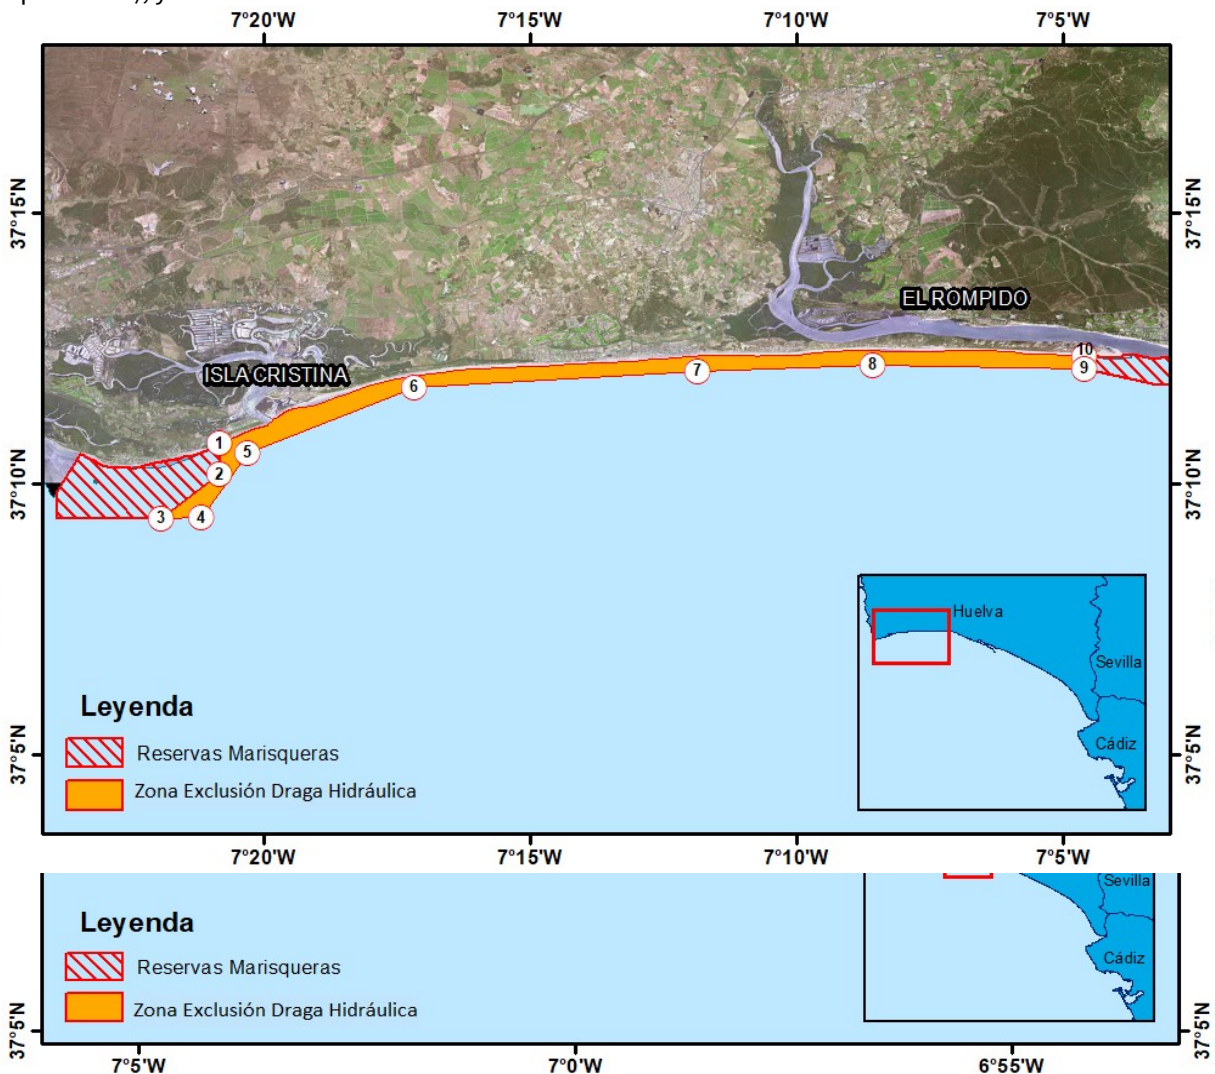 7°20'W 7°15'W 7°10'W 7°5'W
37°15'N 37°15'N
EL ROMPIDO
10
ISLA CRISTINA
9
8
7
6
1
5
2
37°10'N 37°10'N
3 4
Huelva
Sevilla
Leyenda
Cádiz
Reservas Marisqueras
37°5'N 37°5'N
Zona Exclusión Draga Hidráulica
7°20'W 7°15'W 7°10'W 7°5'W
Sevilla
Leyenda
Cádiz
Reservas Marisqueras
Zona Exclusión Draga Hidráulica
37°5'N 37°5'N
7°5'W 7°0'W 6°55'W